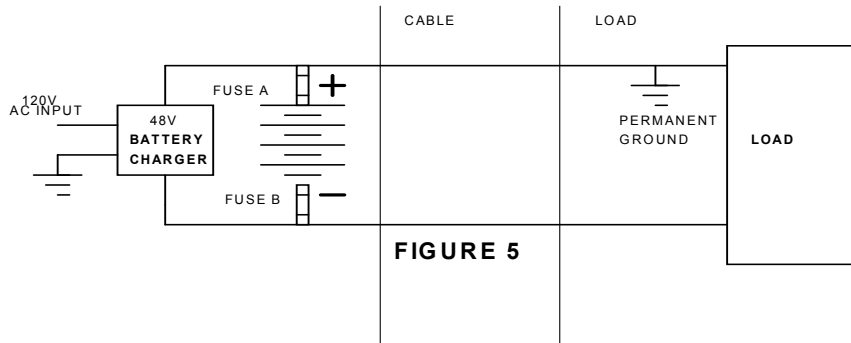 CABLE
LOAD
FUSE A
+
120V
AC INPUT
48V
BATTERY
CHARGER
PERMANENT
GROUND
LOAD
FUSE B
−
FIGURE 5